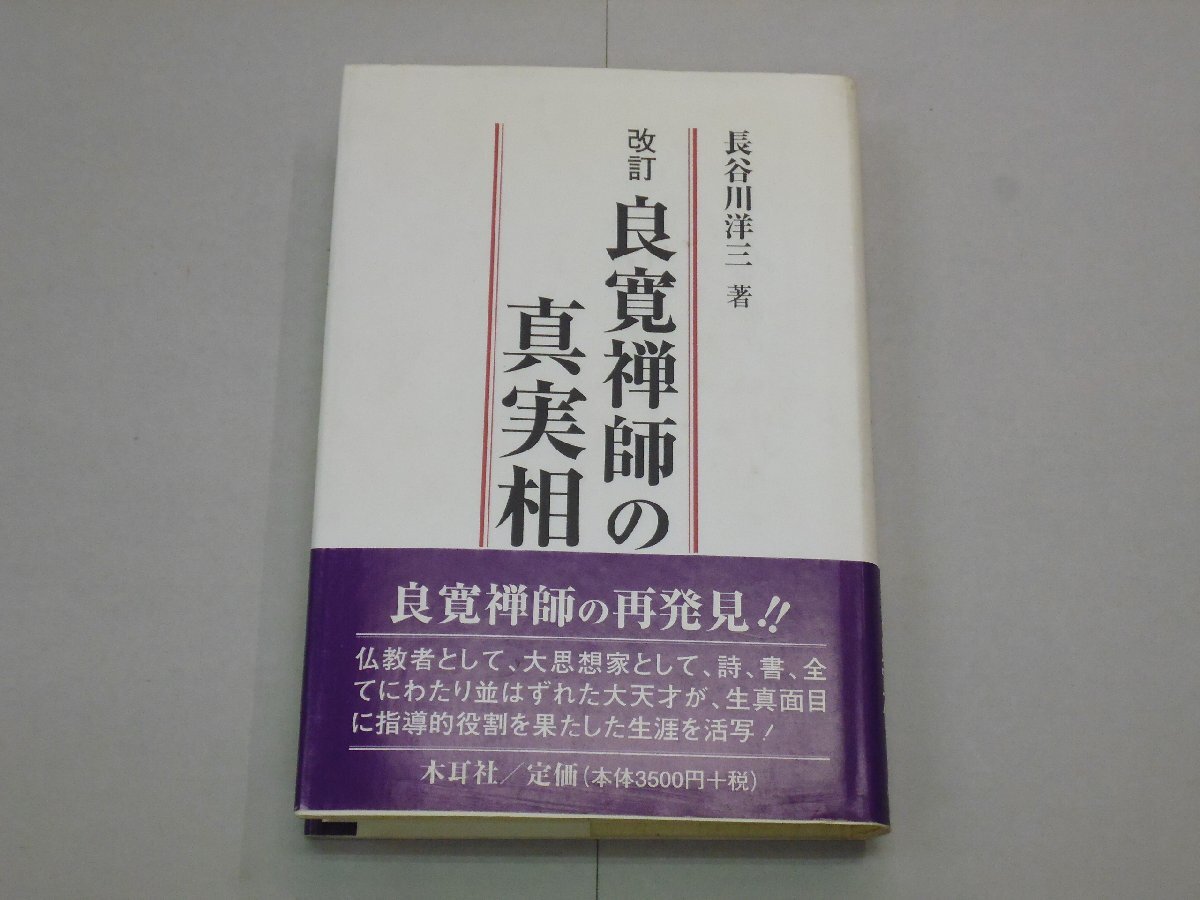 長谷川洋三 著
改訂 良寛禅師の
真実相
良寛禅師の再発見!!
仏教者として、大思想家として、詩、書、全
てにわたり並はずれた大天才が、生真面目
に指導的役割を果たした生涯を活写!
木耳社/定価(本体3500円+税)